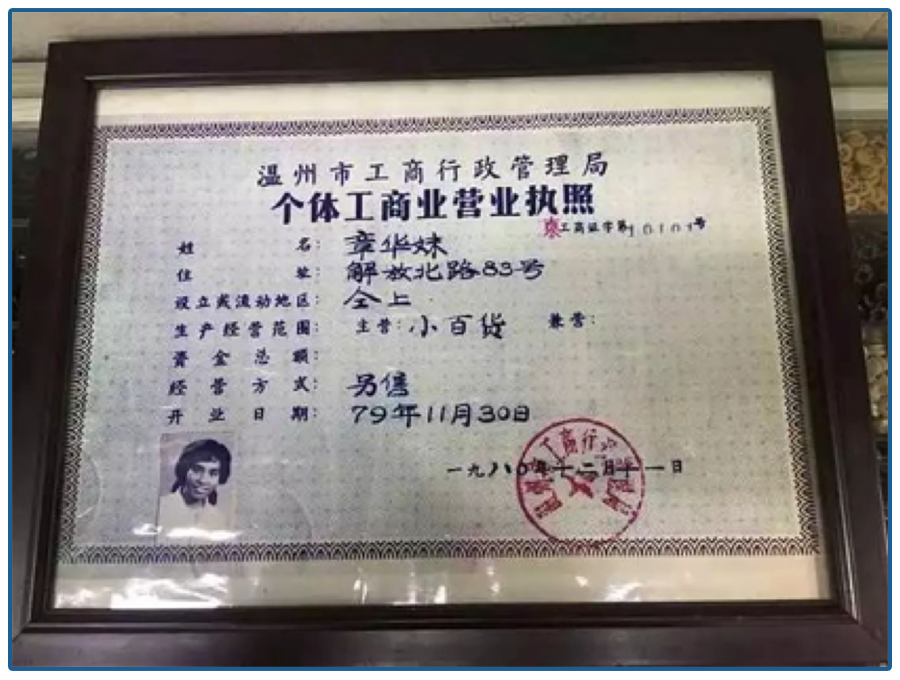 温州市工商行政管理局
个体工商业营业执照
工商证字第10101号
姓名：章华妹
住址：解放北路83号
设立或流动地区：仝上
生产经营范围：主营：小百货 兼营：
资金总额：
经营方式：另售
开业日期：79年11月30日
一九八〇年十二月十一日